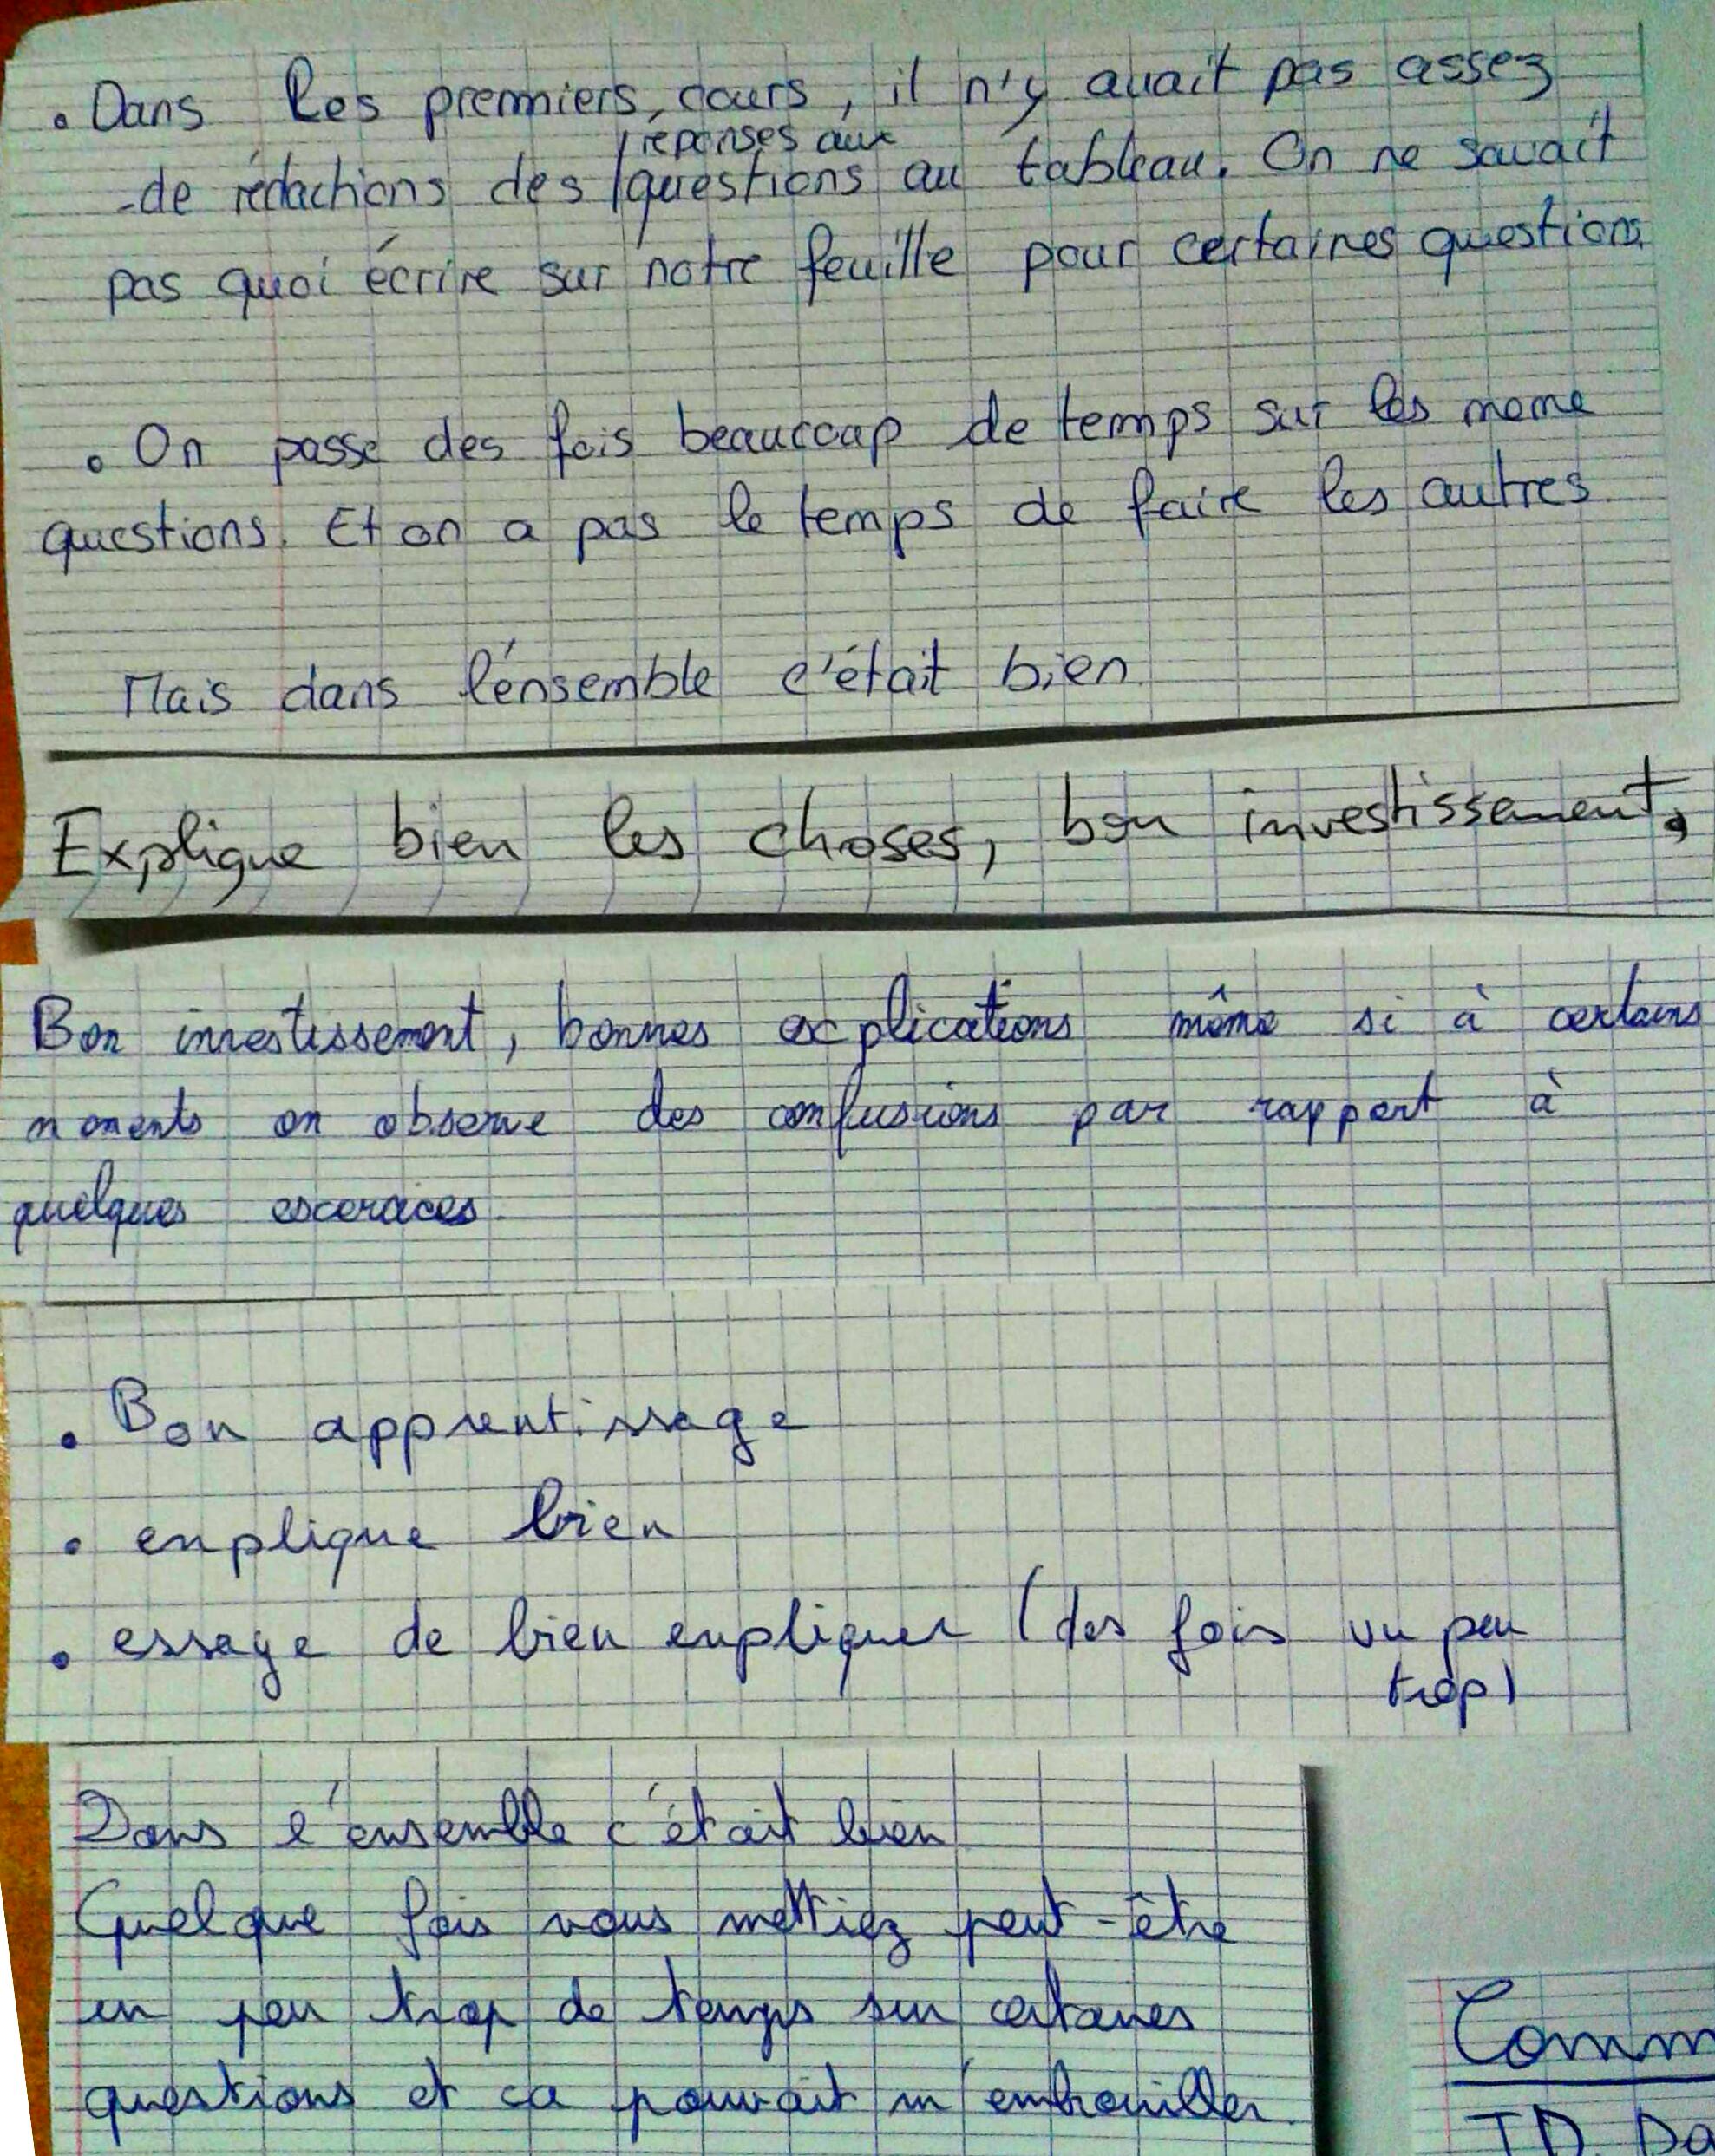 • Dans les premmiers cours, il n'y avait pas assez
reponses aux
de rédactions des questions au tableau. On ne savait
pas quoi écrire sur notre feuille pour certaines questions
• On passe des fois beaucoup de temps sur les meme
questions. Et on a pas le temps de faire les autres
Mais dans l'ensemble c'était bien
Explique bien les choses, bon investissement,
Bon investissement, bonnes explications même si à certains
moments on observe des confusions par rapport à
quelques exercices
• Bon apprentissage
• explique bien
• essaye de bien expliquer (des fois un peu
trop)
Dans l'ensemble c'était bien
Quelque fois vous mettiez peut-être
un peu trop de temps sur certaines
questions et ca pouvait m'embrouiller.
Comm
TD Da